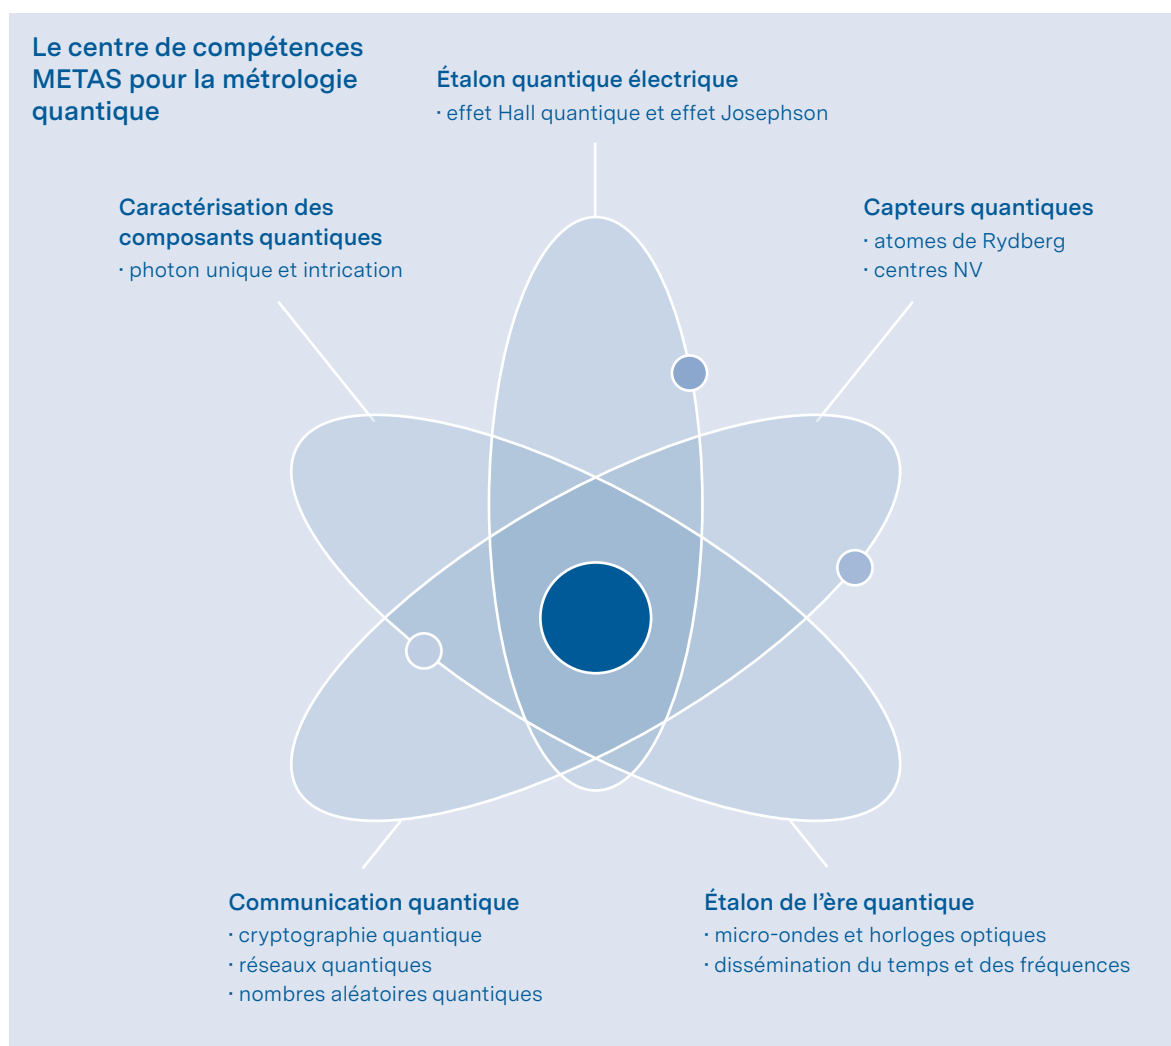 Le centre de compétences
METAS pour la métrologie
quantique
Étalon quantique électrique
· effet Hall quantique et effet Josephson
Caractérisation des
composants quantiques
· photon unique et intrication
Capteurs quantiques
· atomes de Rydberg
· centres NV
Communication quantique
· cryptographie quantique
· réseaux quantiques
· nombres aléatoires quantiques
Étalon de l’ère quantique
· micro-ondes et horloges optiques
· dissémination du temps et des fréquences